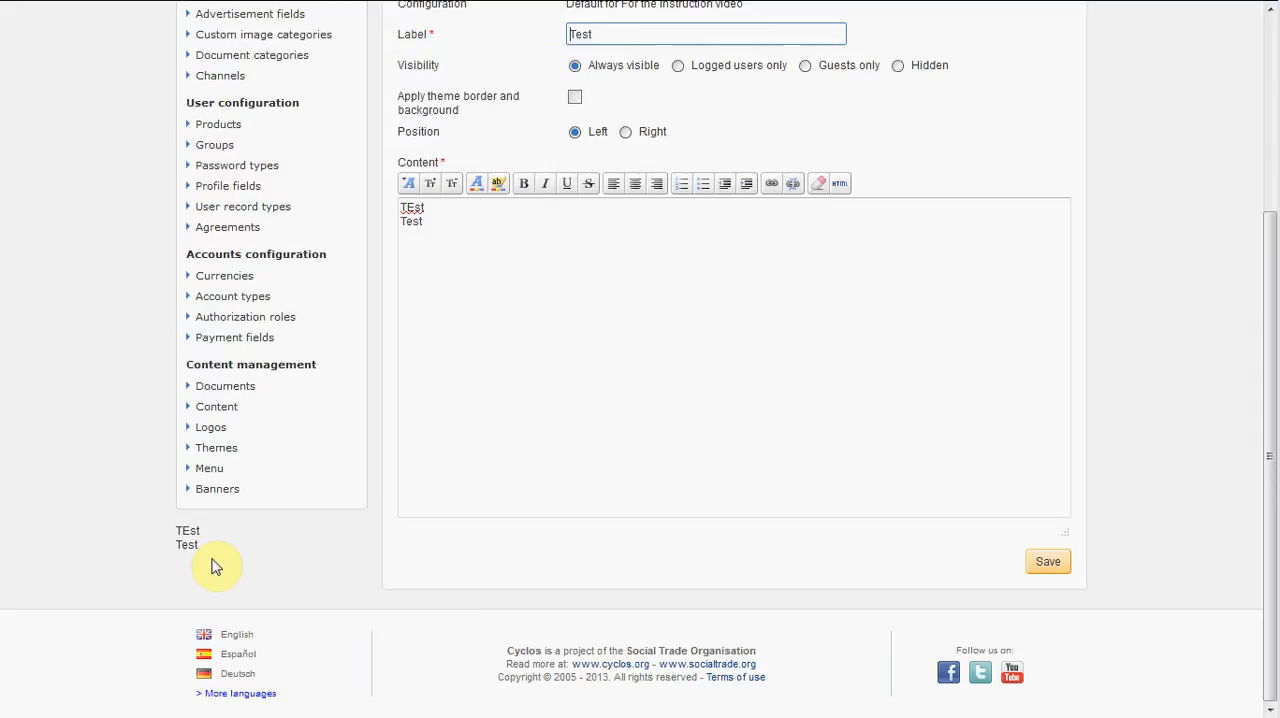 Advertisement fields
Custom image categories
Document categories
Channels
User configuration
Products
Groups
Password types
Profile fields
User record types
Agreements
Accounts configuration
Currencies
Account types
Authorization roles
Payment fields
Content management
Documents
Content
Logos
Themes
Menu
Banners
TEst
Test
Configuration Default for For the instruction video
Label * Test
Visibility Always visible Logged users only Guests only Hidden
Apply theme border and
background
Position Left Right
Content *
HTML
TEst
Test
Save
English
Español
Deutsch
> More languages
Cyclos is a project of the Social Trade Organisation
Read more at: www.cyclos.org - www.socialtrade.org
Copyright © 2005 - 2013. All rights reserved - Terms of use
Follow us on:
You Tube